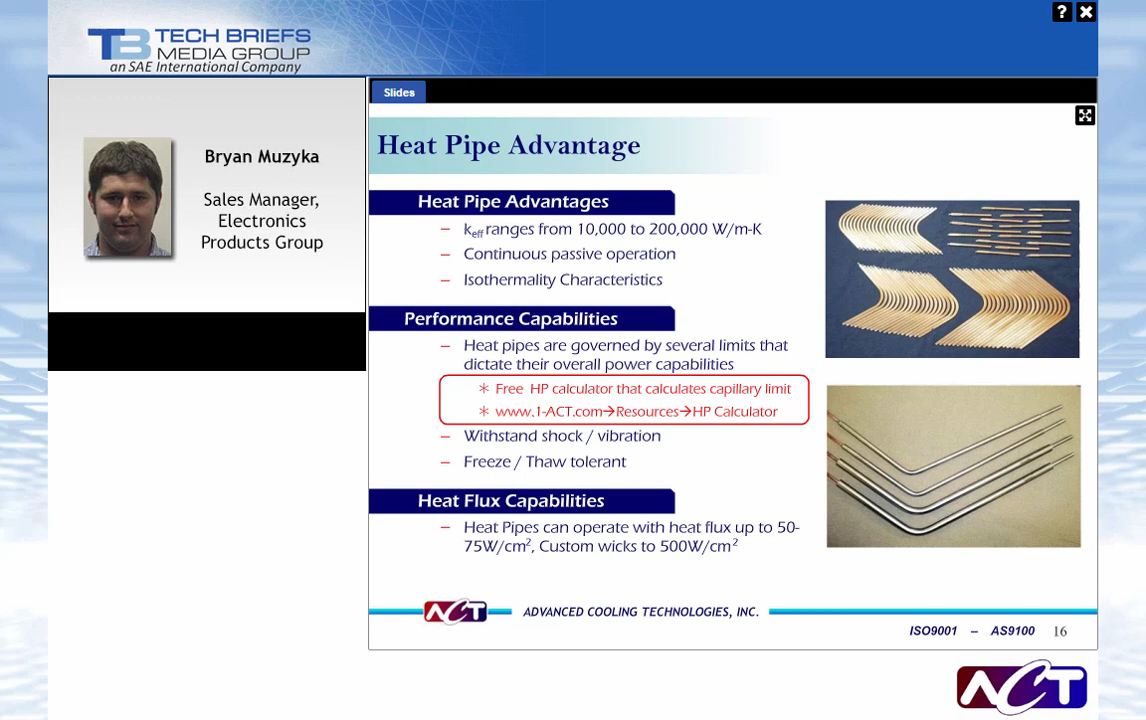 ? ×
TECH BRIEFS
MEDIA GROUP
an SAE International Company
Bryan Muzyka
Sales Manager,
Electronics
Products Group
Slides
Heat Pipe Advantage
Heat Pipe Advantages
– keff ranges from 10,000 to 200,000 W/m-K
– Continuous passive operation
– Isothermality Characteristics
Performance Capabilities
– Heat pipes are governed by several limits that
dictate their overall power capabilities
* Free HP calculator that calculates capillary limit
* www.1-ACT.com→Resources→HP Calculator
– Withstand shock / vibration
– Freeze / Thaw tolerant
Heat Flux Capabilities
– Heat Pipes can operate with heat flux up to 50-
75W/cm², Custom wicks to 500W/cm²
ACT ADVANCED COOLING TECHNOLOGIES, INC.
ISO9001 – AS9100 16
ACT